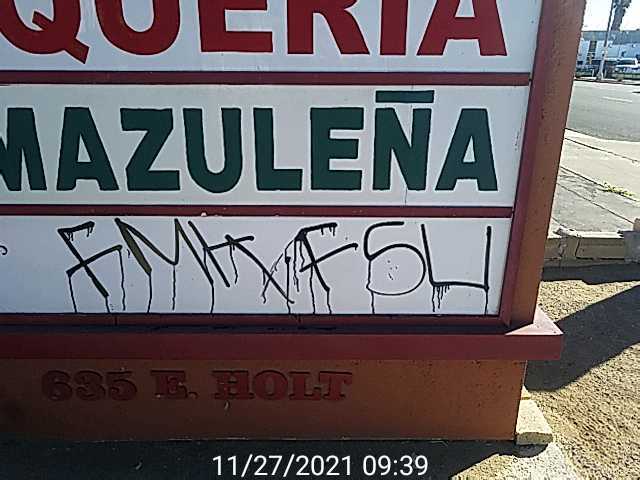 QUERIA
MAZULEÑA
635 E. HOLT
11/27/2021 09:39